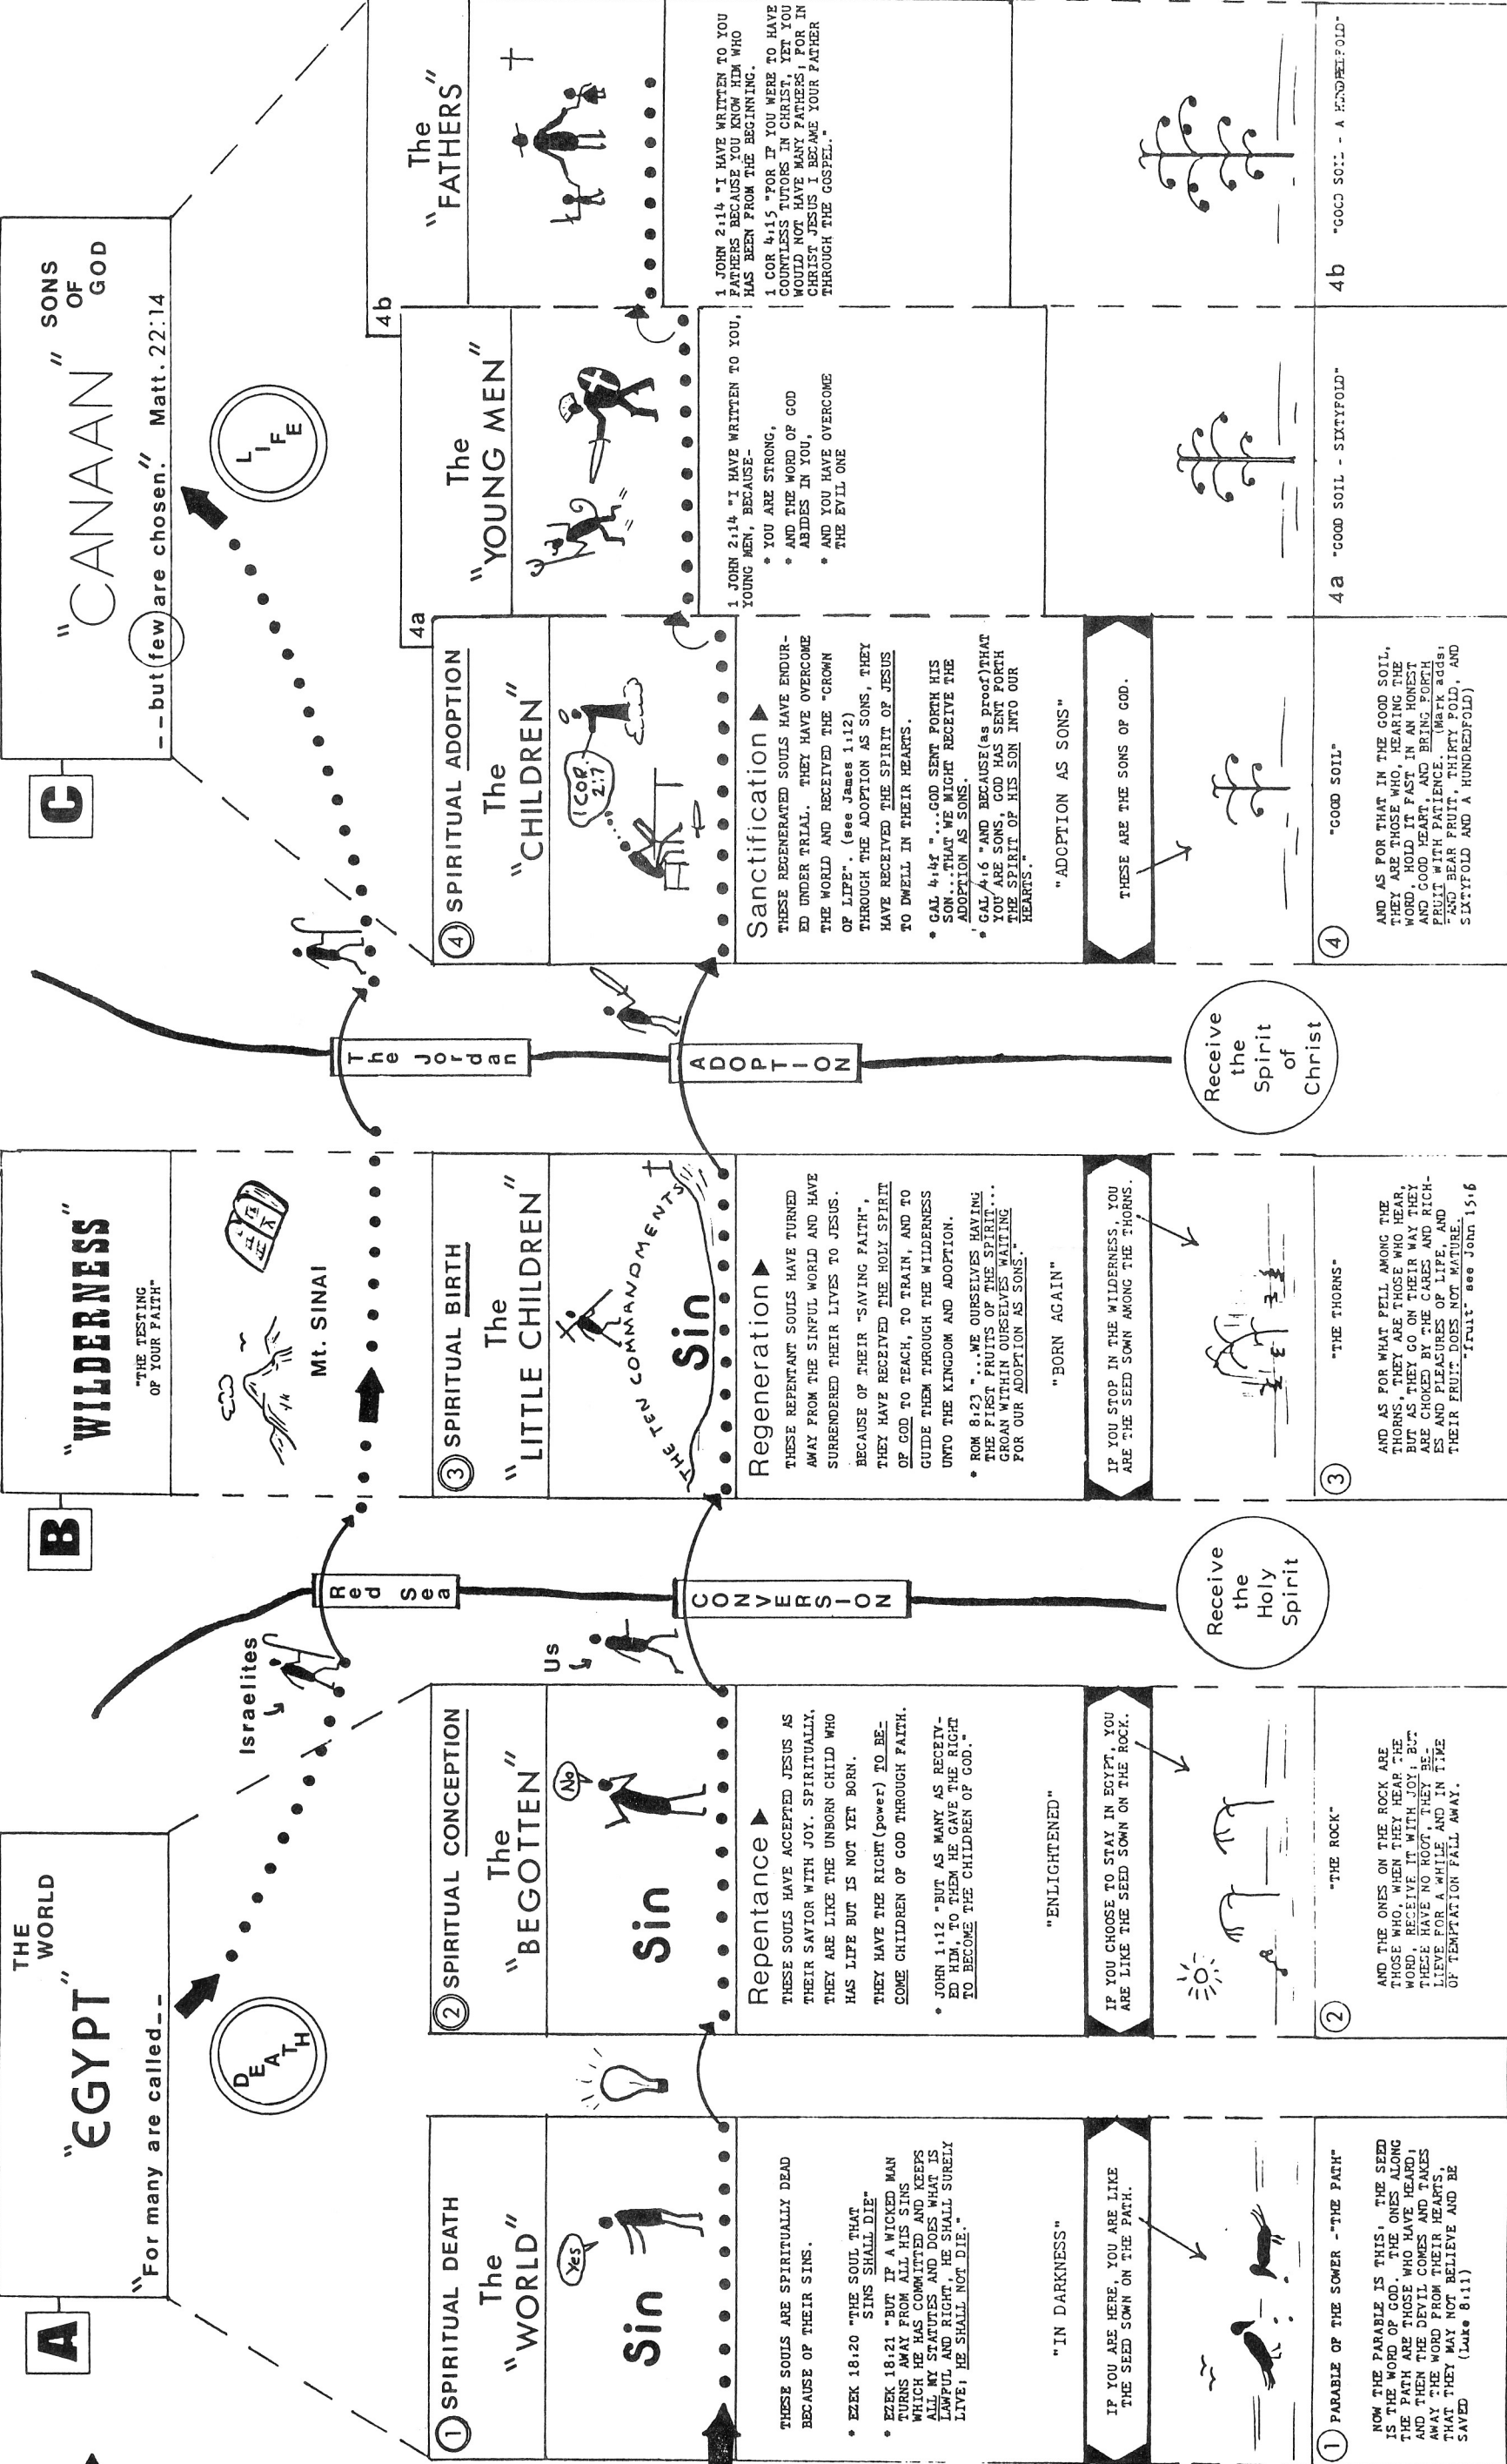 A
THE
WORLD
"EGYPT"
"For many are called--
DEATH
Israelites
Red Sea
B
"WILDERNESS"
"THE TESTING
OF YOUR FAITH"
Mt. SINAI
The Jordan
C
"CANAAN"
SONS
OF
GOD
--but few are chosen." Matt. 22:14
LIFE
1 SPIRITUAL DEATH
The
"WORLD"
Yes
Sin
THESE SOULS ARE SPIRITUALLY DEAD
BECAUSE OF THEIR SINS.
* EZEK 18:20 "THE SOUL THAT
SINS SHALL DIE"
* EZEK 18:21 "BUT IF A WICKED MAN
TURNS AWAY FROM ALL HIS SINS
WHICH HE HAS COMMITTED AND KEEPS
ALL MY STATUTES AND DOES WHAT IS
LAWFUL AND RIGHT, HE SHALL SURELY
LIVE; HE SHALL NOT DIE."
"IN DARKNESS"
IF YOU ARE HERE, YOU ARE LIKE
THE SEED SOWN ON THE PATH.
1 PARABLE OF THE SOWER -"THE PATH"
NOW THE PARABLE IS THIS: THE SEED
IS THE WORD OF GOD. THE ONES ALONG
THE PATH ARE THOSE WHO HAVE HEARD;
AND THEN THE DEVIL COMES AND TAKES
AWAY THE WORD FROM THEIR HEARTS,
THAT THEY MAY NOT BELIEVE AND BE
SAVED (Luke 8:11)
2 SPIRITUAL CONCEPTION
The
"BEGOTTEN"
No
Sin
Repentance
THESE SOULS HAVE ACCEPTED JESUS AS
THEIR SAVIOR WITH JOY. SPIRITUALLY,
THEY ARE LIKE THE UNBORN CHILD WHO
HAS LIFE BUT IS NOT YET BORN.
THEY HAVE THE RIGHT(power) TO BE-
COME CHILDREN OF GOD THROUGH FAITH.
* JOHN 1:12 "BUT AS MANY AS RECEIV-
ED HIM, TO THEM HE GAVE THE RIGHT
TO BECOME THE CHILDREN OF GOD."
"ENLIGHTENED"
IF YOU CHOOSE TO STAY IN EGYPT, YOU
ARE LIKE THE SEED SOWN ON THE ROCK.
2 "THE ROCK"
AND THE ONES ON THE ROCK ARE
THOSE WHO, WHEN THEY HEAR THE
WORD, RECEIVE IT WITH JOY; BUT
THESE HAVE NO ROOT, THEY BE-
LIEVE FOR A WHILE AND IN TIME
OF TEMPTATION FALL AWAY.
Us
CONVERSION
Receive
the
Holy
Spirit
3 SPIRITUAL BIRTH
The
"LITTLE CHILDREN"
THE TEN COMMANDMENTS
Sin
Regeneration
THESE REPENTANT SOULS HAVE TURNED
AWAY FROM THE SINFUL WORLD AND HAVE
SURRENDERED THEIR LIVES TO JESUS.
BECAUSE OF THEIR "SAVING FAITH",
THEY HAVE RECEIVED THE HOLY SPIRIT
OF GOD TO TEACH, TO TRAIN, AND TO
GUIDE THEM THROUGH THE WILDERNESS
UNTO THE KINGDOM AND ADOPTION.
* ROM 8:23 "...WE OURSELVES HAVING
THE FIRST FRUITS OF THE SPIRIT...
GROAN WITHIN OURSELVES WAITING
FOR OUR ADOPTION AS SONS."
"BORN AGAIN"
IF YOU STOP IN THE WILDERNESS, YOU
ARE THE SEED SOWN AMONG THE THORNS.
3 "THE THORNS"
AND AS FOR WHAT FELL AMONG THE
THORNS, THEY ARE THOSE WHO HEAR,
BUT AS THEY GO ON THEIR WAY THEY
ARE CHOKED BY THE CARES AND RICH-
ES AND PLEASURES OF LIFE, AND
THEIR FRUIT DOES NOT MATURE.
"fruit" see John 15:6
ADOPTION
Receive
the
Spirit
of
Christ
4 SPIRITUAL ADOPTION
The
"CHILDREN"
1 COR
2:7
Sanctification
THESE REGENERATED SOULS HAVE ENDUR-
ED UNDER TRIAL. THEY HAVE OVERCOME
THE WORLD AND RECEIVED THE "CROWN
OF LIFE". (see James 1:12)
THROUGH THE ADOPTION AS SONS, THEY
HAVE RECEIVED THE SPIRIT OF JESUS
TO DWELL IN THEIR HEARTS.
* GAL 4:4f "...GOD SENT FORTH HIS
SON...THAT WE MIGHT RECEIVE THE
ADOPTION AS SONS.
* GAL 4:6 "AND BECAUSE(as proof)THAT
YOU ARE SONS, GOD HAS SENT FORTH
THE SPIRIT OF HIS SON INTO OUR
HEARTS."
"ADOPTION AS SONS"
THESE ARE THE SONS OF GOD.
4 "GOOD SOIL"
AND AS FOR THAT IN THE GOOD SOIL,
THEY ARE THOSE WHO, HEARING THE
WORD, HOLD IT FAST IN AN HONEST
AND GOOD HEART, AND BRING FORTH
FRUIT WITH PATIENCE. (Mark adds:
"AND BEAR FRUIT, THIRTY FOLD, AND
SIXTYFOLD AND A HUNDREDFOLD)
4a
The
"YOUNG MEN"
1 JOHN 2:14 "I HAVE WRITTEN TO YOU,
YOUNG MEN, BECAUSE-
* YOU ARE STRONG,
* AND THE WORD OF GOD
ABIDES IN YOU,
* AND YOU HAVE OVERCOME
THE EVIL ONE
4a "GOOD SOIL - SIXTYFOLD"
4b
The
"FATHERS"
1 JOHN 2:14 "I HAVE WRITTEN TO YOU
FATHERS BECAUSE YOU KNOW HIM WHO
HAS BEEN FROM THE BEGINNING.
1 COR 4:15 "FOR IF YOU WERE TO HAVE
COUNTLESS TUTORS IN CHRIST, YET YOU
WOULD NOT HAVE MANY FATHERS; FOR IN
CHRIST JESUS I BECAME YOUR FATHER
THROUGH THE GOSPEL."
4b "GOOD SOIL - A HUNDREDFOLD"